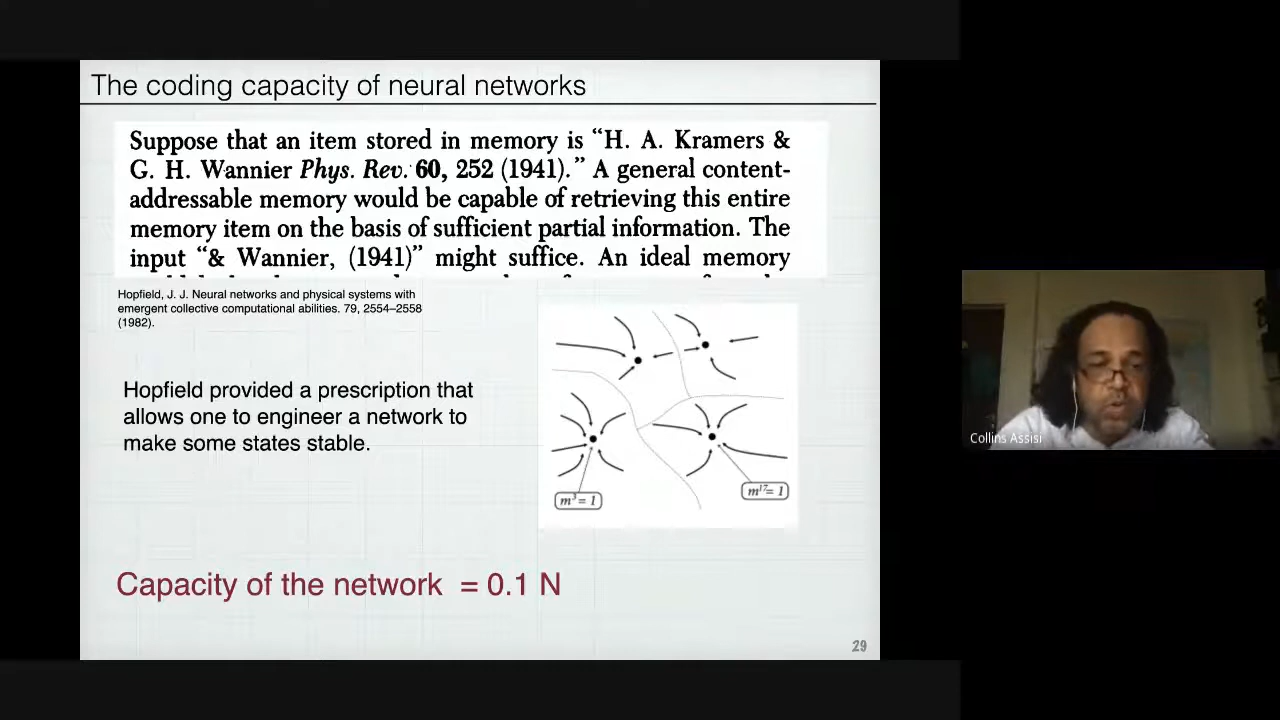 The coding capacity of neural networks
Suppose that an item stored in memory is “H. A. Kramers &
G. H. Wannier Phys. Rev. 60, 252 (1941).” A general content-
addressable memory would be capable of retrieving this entire
memory item on the basis of sufficient partial information. The
input “& Wannier, (1941)” might suffice. An ideal memory
Hopfield, J. J. Neural networks and physical systems with
emergent collective computational abilities. 79, 2554–2558
(1982).
Hopfield provided a prescription that
allows one to engineer a network to
make some states stable.
m³= 1
m¹⁷= 1
Capacity of the network = 0.1 N
29
Collins Assisi